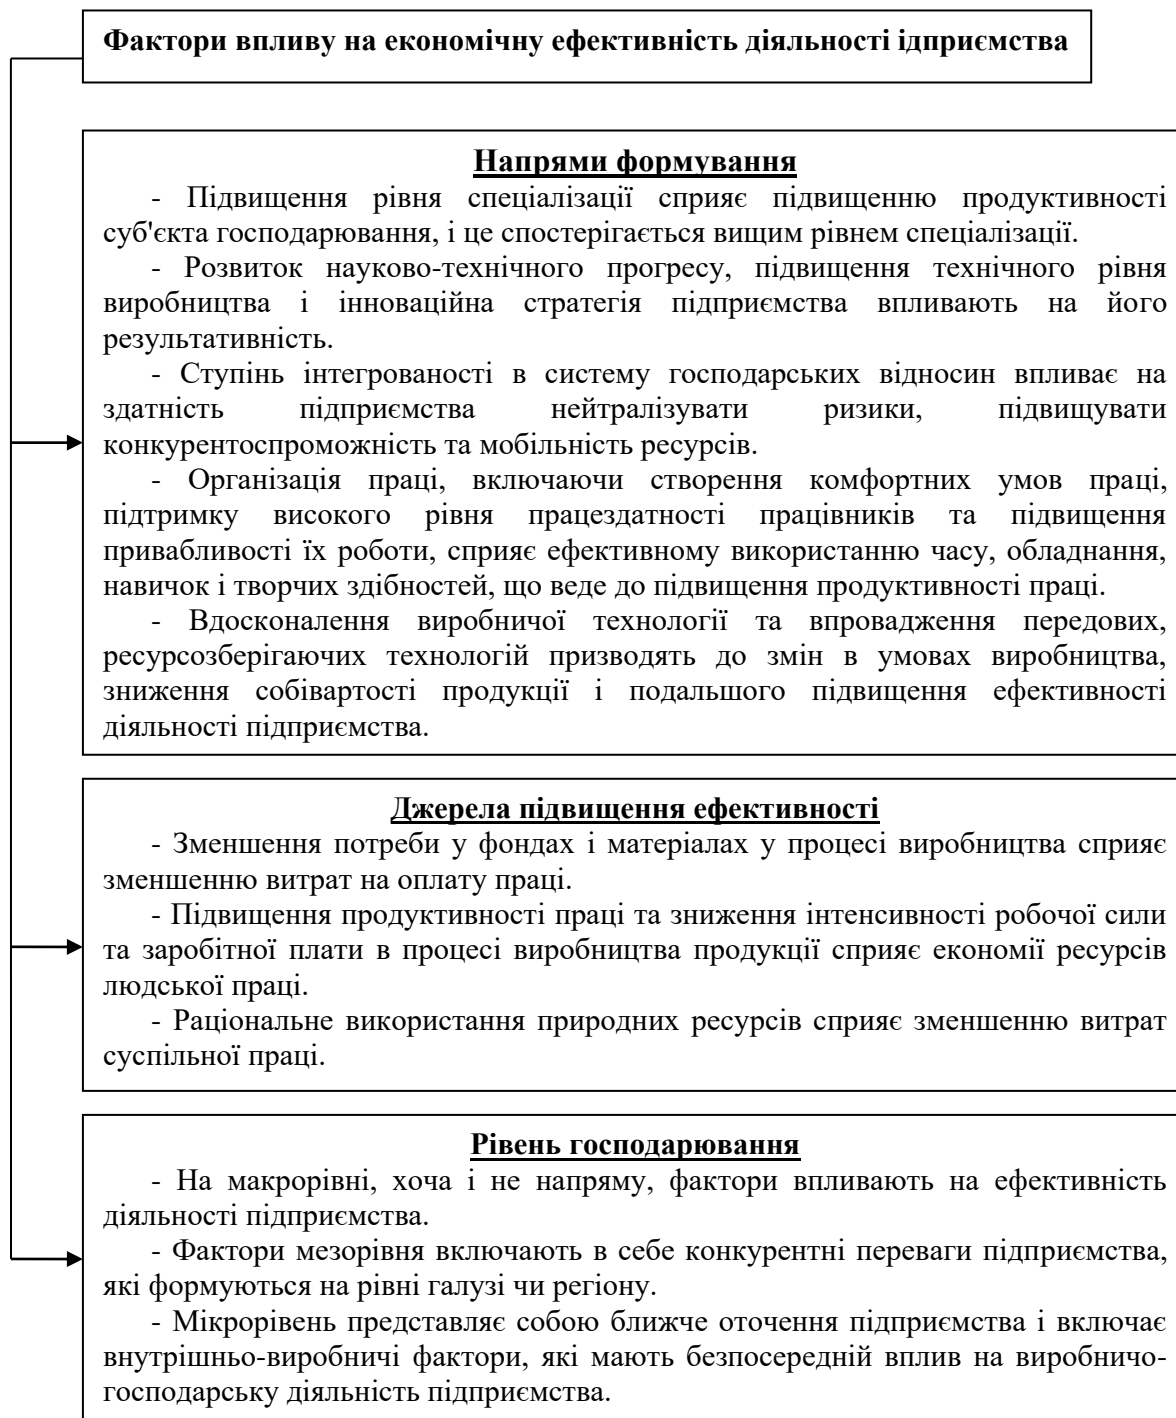 Фактори впливу на економічну ефективність діяльності ідприємства
Напрями формування
- Підвищення рівня спеціалізації сприяє підвищенню продуктивності
суб'єкта господарювання, і це спостерігається вищим рівнем спеціалізації.
- Розвиток науково-технічного прогресу, підвищення технічного рівня
виробництва і інноваційна стратегія підприємства впливають на його
результативність.
- Ступінь інтегрованості в систему господарських відносин впливає на
здатність підприємства нейтралізувати ризики, підвищувати
конкурентоспроможність та мобільність ресурсів.
- Організація праці, включаючи створення комфортних умов праці,
підтримку високого рівня працездатності працівників та підвищення
привабливості їх роботи, сприяє ефективному використанню часу, обладнання,
навичок і творчих здібностей, що веде до підвищення продуктивності праці.
- Вдосконалення виробничої технології та впровадження передових,
ресурсозберігаючих технологій призводять до змін в умовах виробництва,
зниження собівартості продукції і подальшого підвищення ефективності
діяльності підприємства.
Джерела підвищення ефективності
- Зменшення потреби у фондах і матеріалах у процесі виробництва сприяє
зменшенню витрат на оплату праці.
- Підвищення продуктивності праці та зниження інтенсивності робочої сили
та заробітної плати в процесі виробництва продукції сприяє економії ресурсів
людської праці.
- Раціональне використання природних ресурсів сприяє зменшенню витрат
суспільної праці.
Рівень господарювання
- На макрорівні, хоча і не напряму, фактори впливають на ефективність
діяльності підприємства.
- Фактори мезорівня включають в себе конкурентні переваги підприємства,
які формуються на рівні галузі чи регіону.
- Мікрорівень представляє собою ближче оточення підприємства і включає
внутрішньо-виробничі фактори, які мають безпосередній вплив на виробничо-
господарську діяльність підприємства.